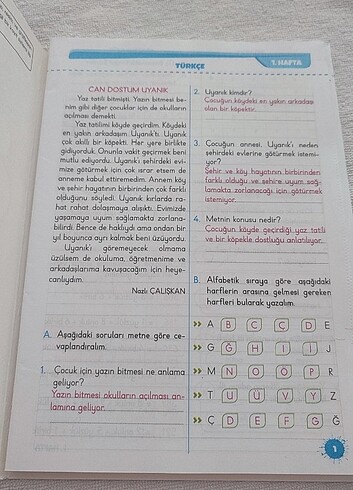 TÜRKÇE
1. HAFTA
CAN DOSTUM UYANIK
Yaz tatili bitmişti. Yazın bitmesi be-
nim gibi diğer çocuklar için de okulların
açılması demekti.
Yaz tatilimi köyde geçirdim. Köydeki
en yakın arkadaşım Uyanık'tı. Uyanık
çok akıllı bir köpekti. Her yere birlikte
gidiyorduk. Onunla vakit geçirmek beni
mutlu ediyordu. Uyanık'ı şehirdeki evi-
mize götürmek için çok ısrar etsem de
anneme kabul ettiremedim. Annem köy
ve şehir hayatının birbirinden çok farklı
olduğunu söyledi. Uyanık kırlarda ra-
hat rahat dolaşmaya alışıktı. Evimizde
yaşamaya uyum sağlamakta zorlana-
bilirdi. Bence de haklıydı ama ondan bir
yıl boyunca ayrı kalmak beni üzüyordu.
Uyanık'ı göremeyecek olmama
üzülsem de okuluma, öğretmenime ve
arkadaşlarıma kavuşacağım için heye-
canlıydım.
Nazlı ÇALIŞKAN
A. Aşağıdaki soruları metne göre ce-
vaplandıralım.
1. Çocuk için yazın bitmesi ne anlama
geliyor?
Yazın bitmesi okulların açılması an-
lamına geliyor.
2. Uyanık kimdir?
Çocuğun köydeki en yakın arkadaşı
olan bir köpektir.
3. Çocuğun annesi, Uyanık'ı neden
şehirdeki evlerine götürmek istemi-
yor?
Şehir ve köy hayatının birbirinden
farklı olduğu ve şehre uyum sağ-
lamakta zorlanacağı için götürmek
istemiyor.
4. Metnin konusu nedir?
Çocuğun köyde geçirdiği yaz tatili
ve bir köpekle dostluğu anlatılıyor.
B. Alfabetik sıraya göre aşağıdaki
harflerin arasına gelmesi gereken
harfleri bularak yazalım.
A B C Ç D E
G Ğ H I İ J
M N O Ö P R
T U Ü V Y Z
Ç D E F G Ğ
1